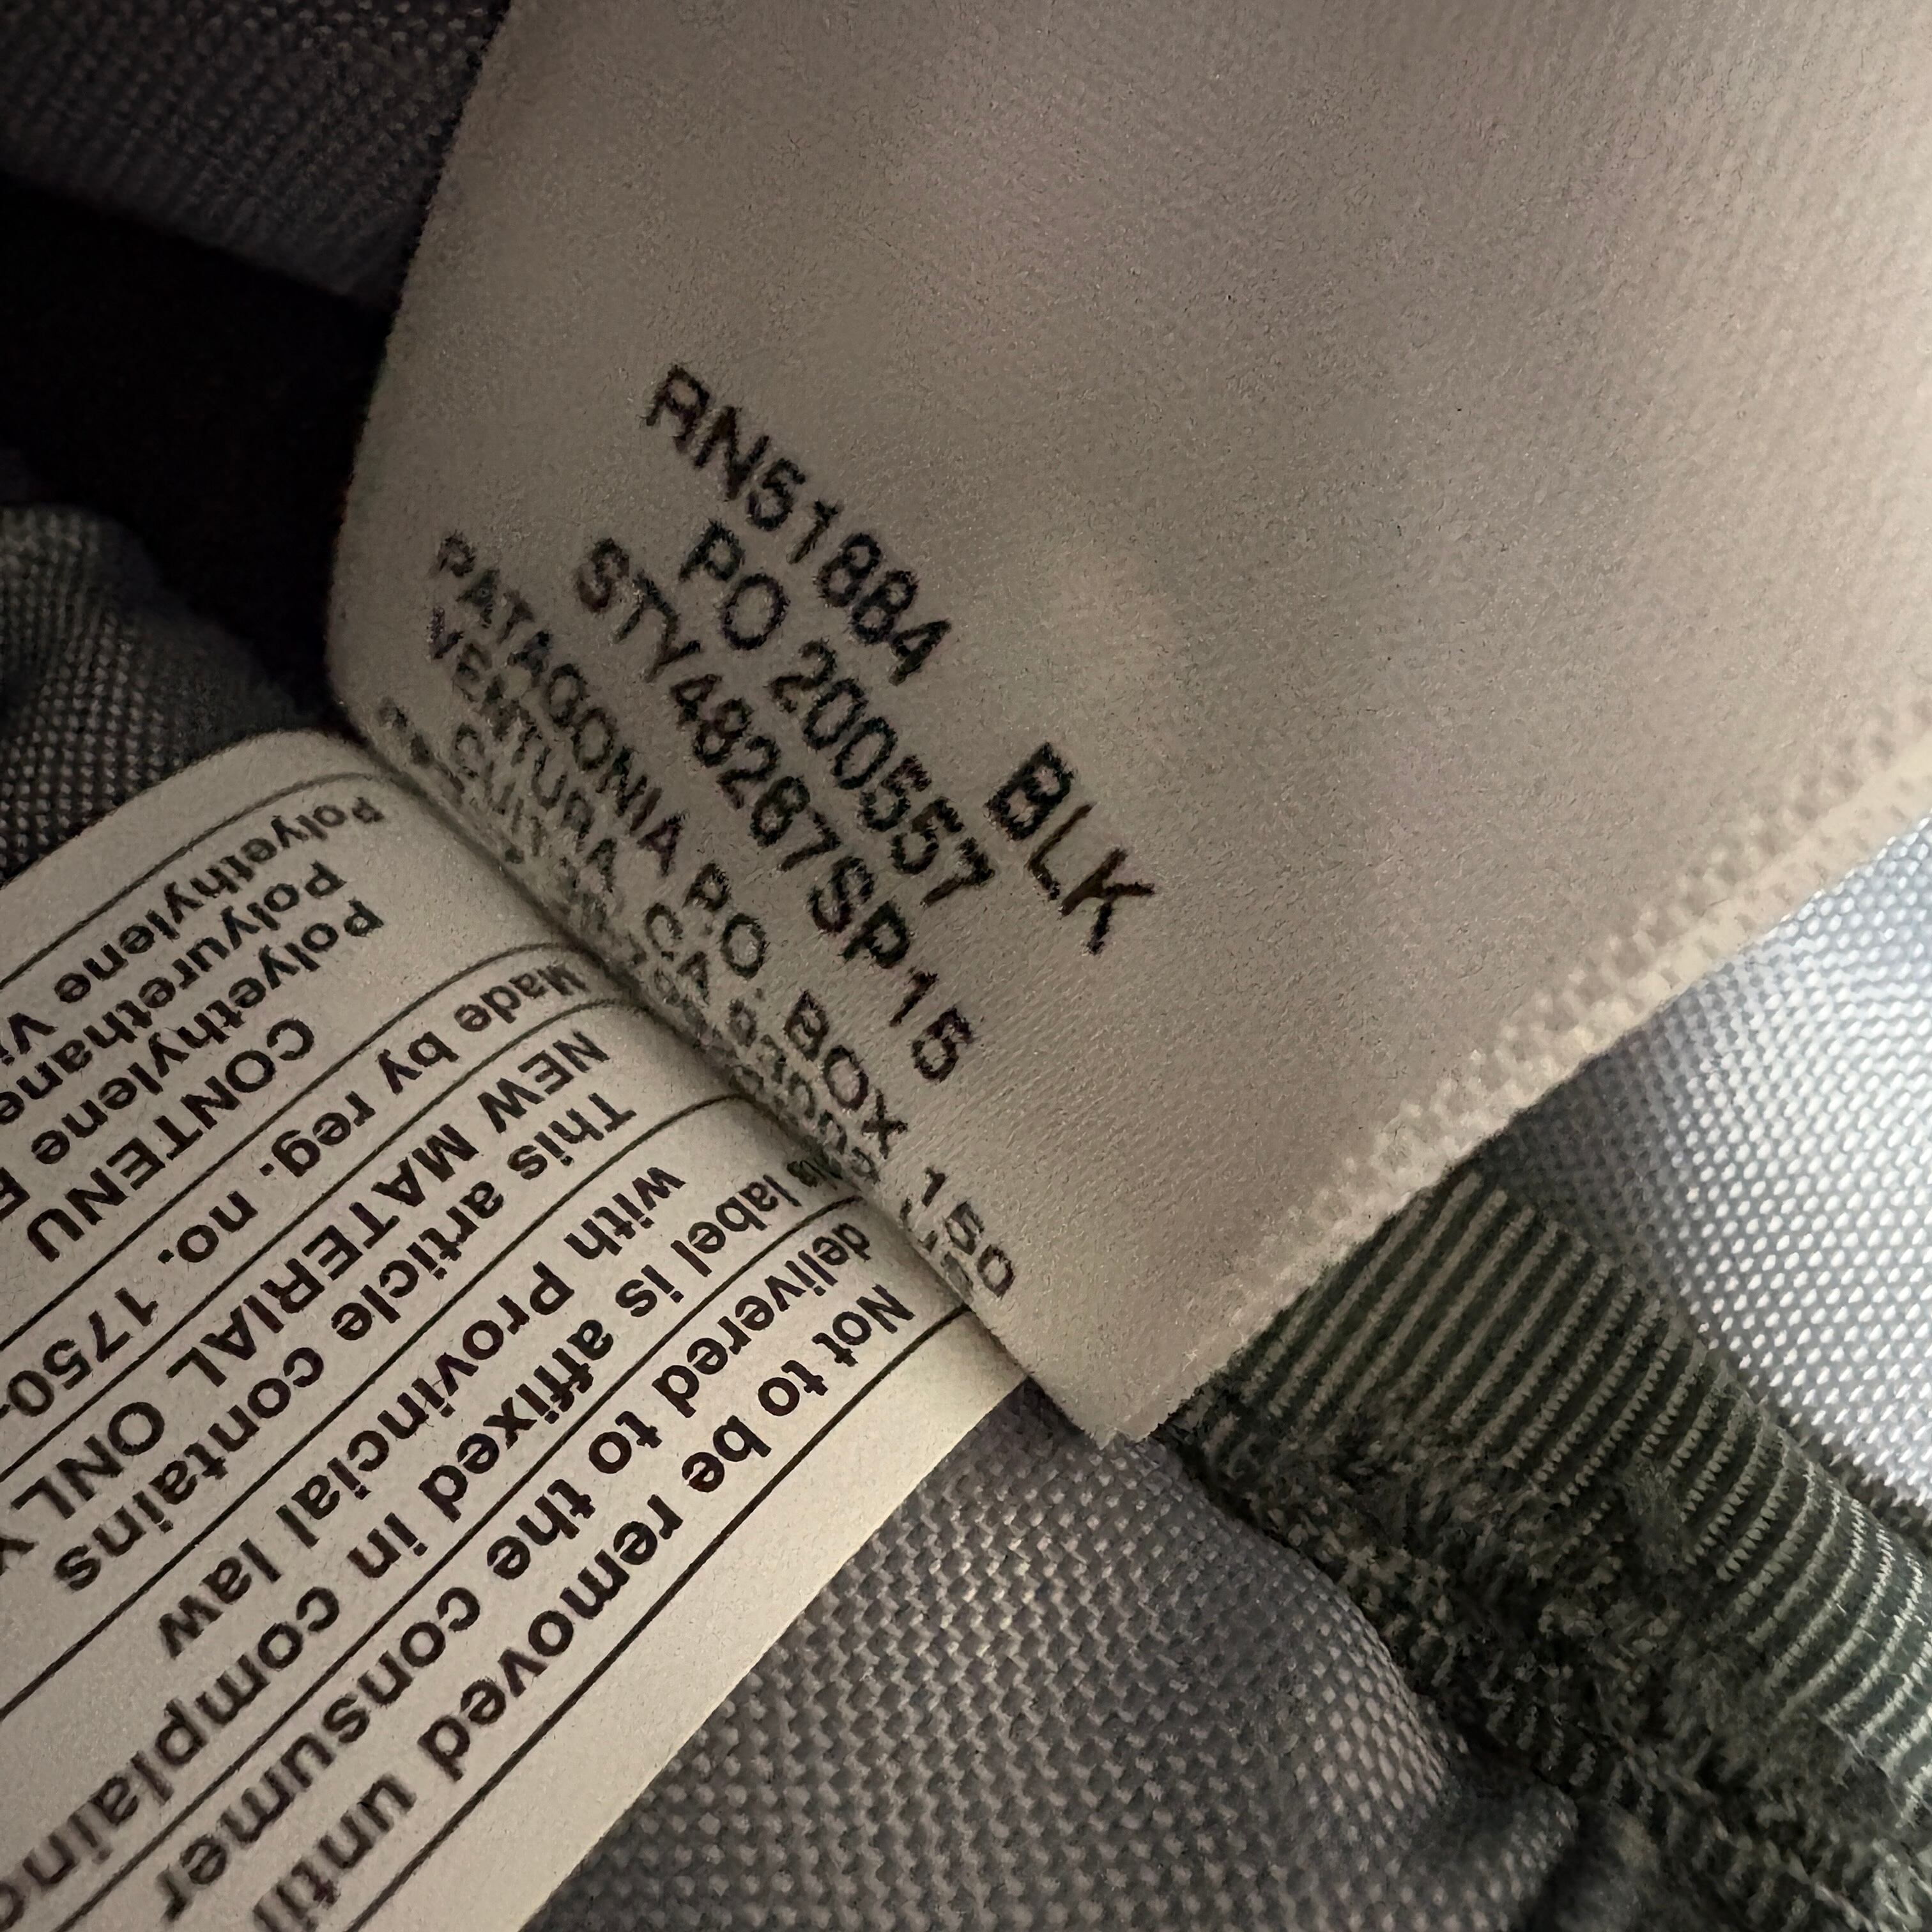 BLK
RN51884
PO 200557
STY48287SP15
PATAGONIA P.O. BOX 150
VENTURA CA
CUIT
Not to be removed until
delivered to the consumer
label is affixed in
with Provincial law
This article contains
NEW MATERIAL ONLY
Made by reg. no. 1750-
CONTENU
Polyethylene
Polyurethane
Polyethylene